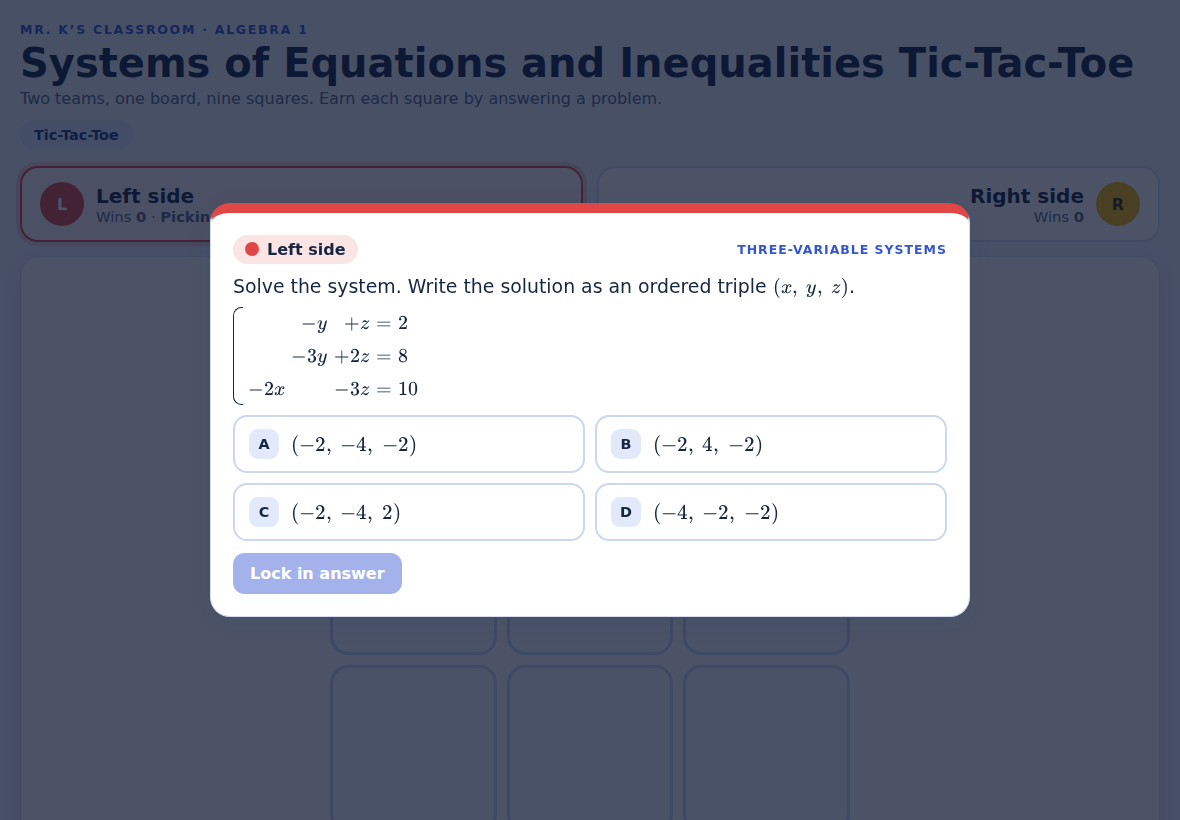 MR. K’S CLASSROOM · ALGEBRA 1
Systems of Equations and Inequalities Tic-Tac-Toe
Two teams, one board, nine squares. Earn each square by answering a problem.
Tic-Tac-Toe
L Left side
Wins 0 · Pickin
Right side R
Wins 0
Left side
THREE-VARIABLE SYSTEMS
Solve the system. Write the solution as an ordered triple (x, y, z).
−y +z = 2
−3y +2z = 8
−2x −3z = 10
A (−2, −4, −2)
B (−2, 4, −2)
C (−2, −4, 2)
D (−4, −2, −2)
Lock in answer